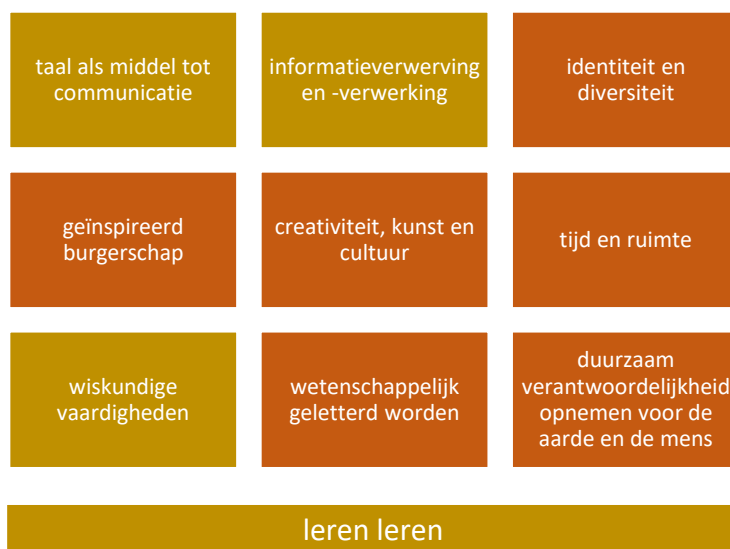 taal als middel tot
communicatie
informatieverwerving
en -verwerking
identiteit en
diversiteit
geïnspireerd
burgerschap
creativiteit, kunst en
cultuur
tijd en ruimte
wiskundige
vaardigheden
wetenschappelijk
geletterd worden
duurzaam
verantwoordelijkheid
opnemen voor de
aarde en de mens
leren leren